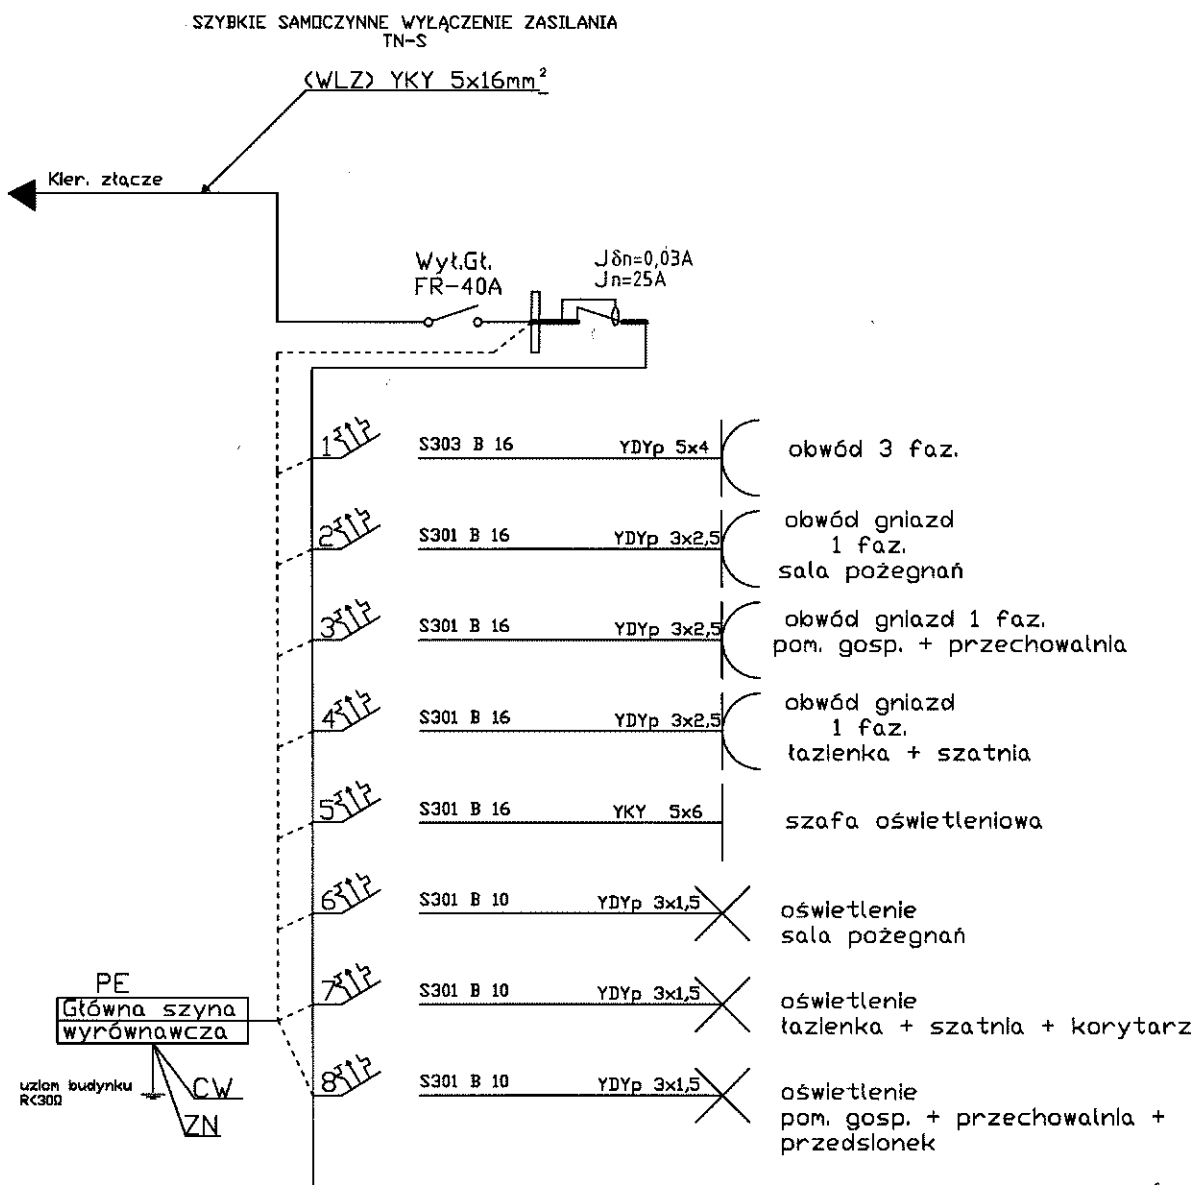 SZYBKIE SAMOCZYNNE WYŁĄCZENIE ZASILANIA
TN-S
(WLZ) YKY 5x16mm²
Kier. złącze
Wył.Gł.
FR-40A
Jδn=0,03A
Jn=25A
1
S303 B 16
YDYp 5x4
obwód 3 faz.
2
S301 B 16
YDYp 3x2,5
obwód gniazd
1 faz.
sala pożegnań
3
S301 B 16
YDYp 3x2,5
obwód gniazd 1 faz.
pom. gosp. + przechowalnia
4
S301 B 16
YDYp 3x2,5
obwód gniazd
1 faz.
łazienka + szatnia
5
S301 B 16
YKY 5x6
szafa oświetleniowa
6
S301 B 10
YDYp 3x1,5
oświetlenie
sala pożegnań
7
S301 B 10
YDYp 3x1,5
oświetlenie
łazienka + szatnia + korytarz
8
S301 B 10
YDYp 3x1,5
oświetlenie
pom. gosp. + przechowalnia +
przedsionek
PE
Główna szyna
wyrównawcza
uziom budynku
R<30Ω
CW
ZN